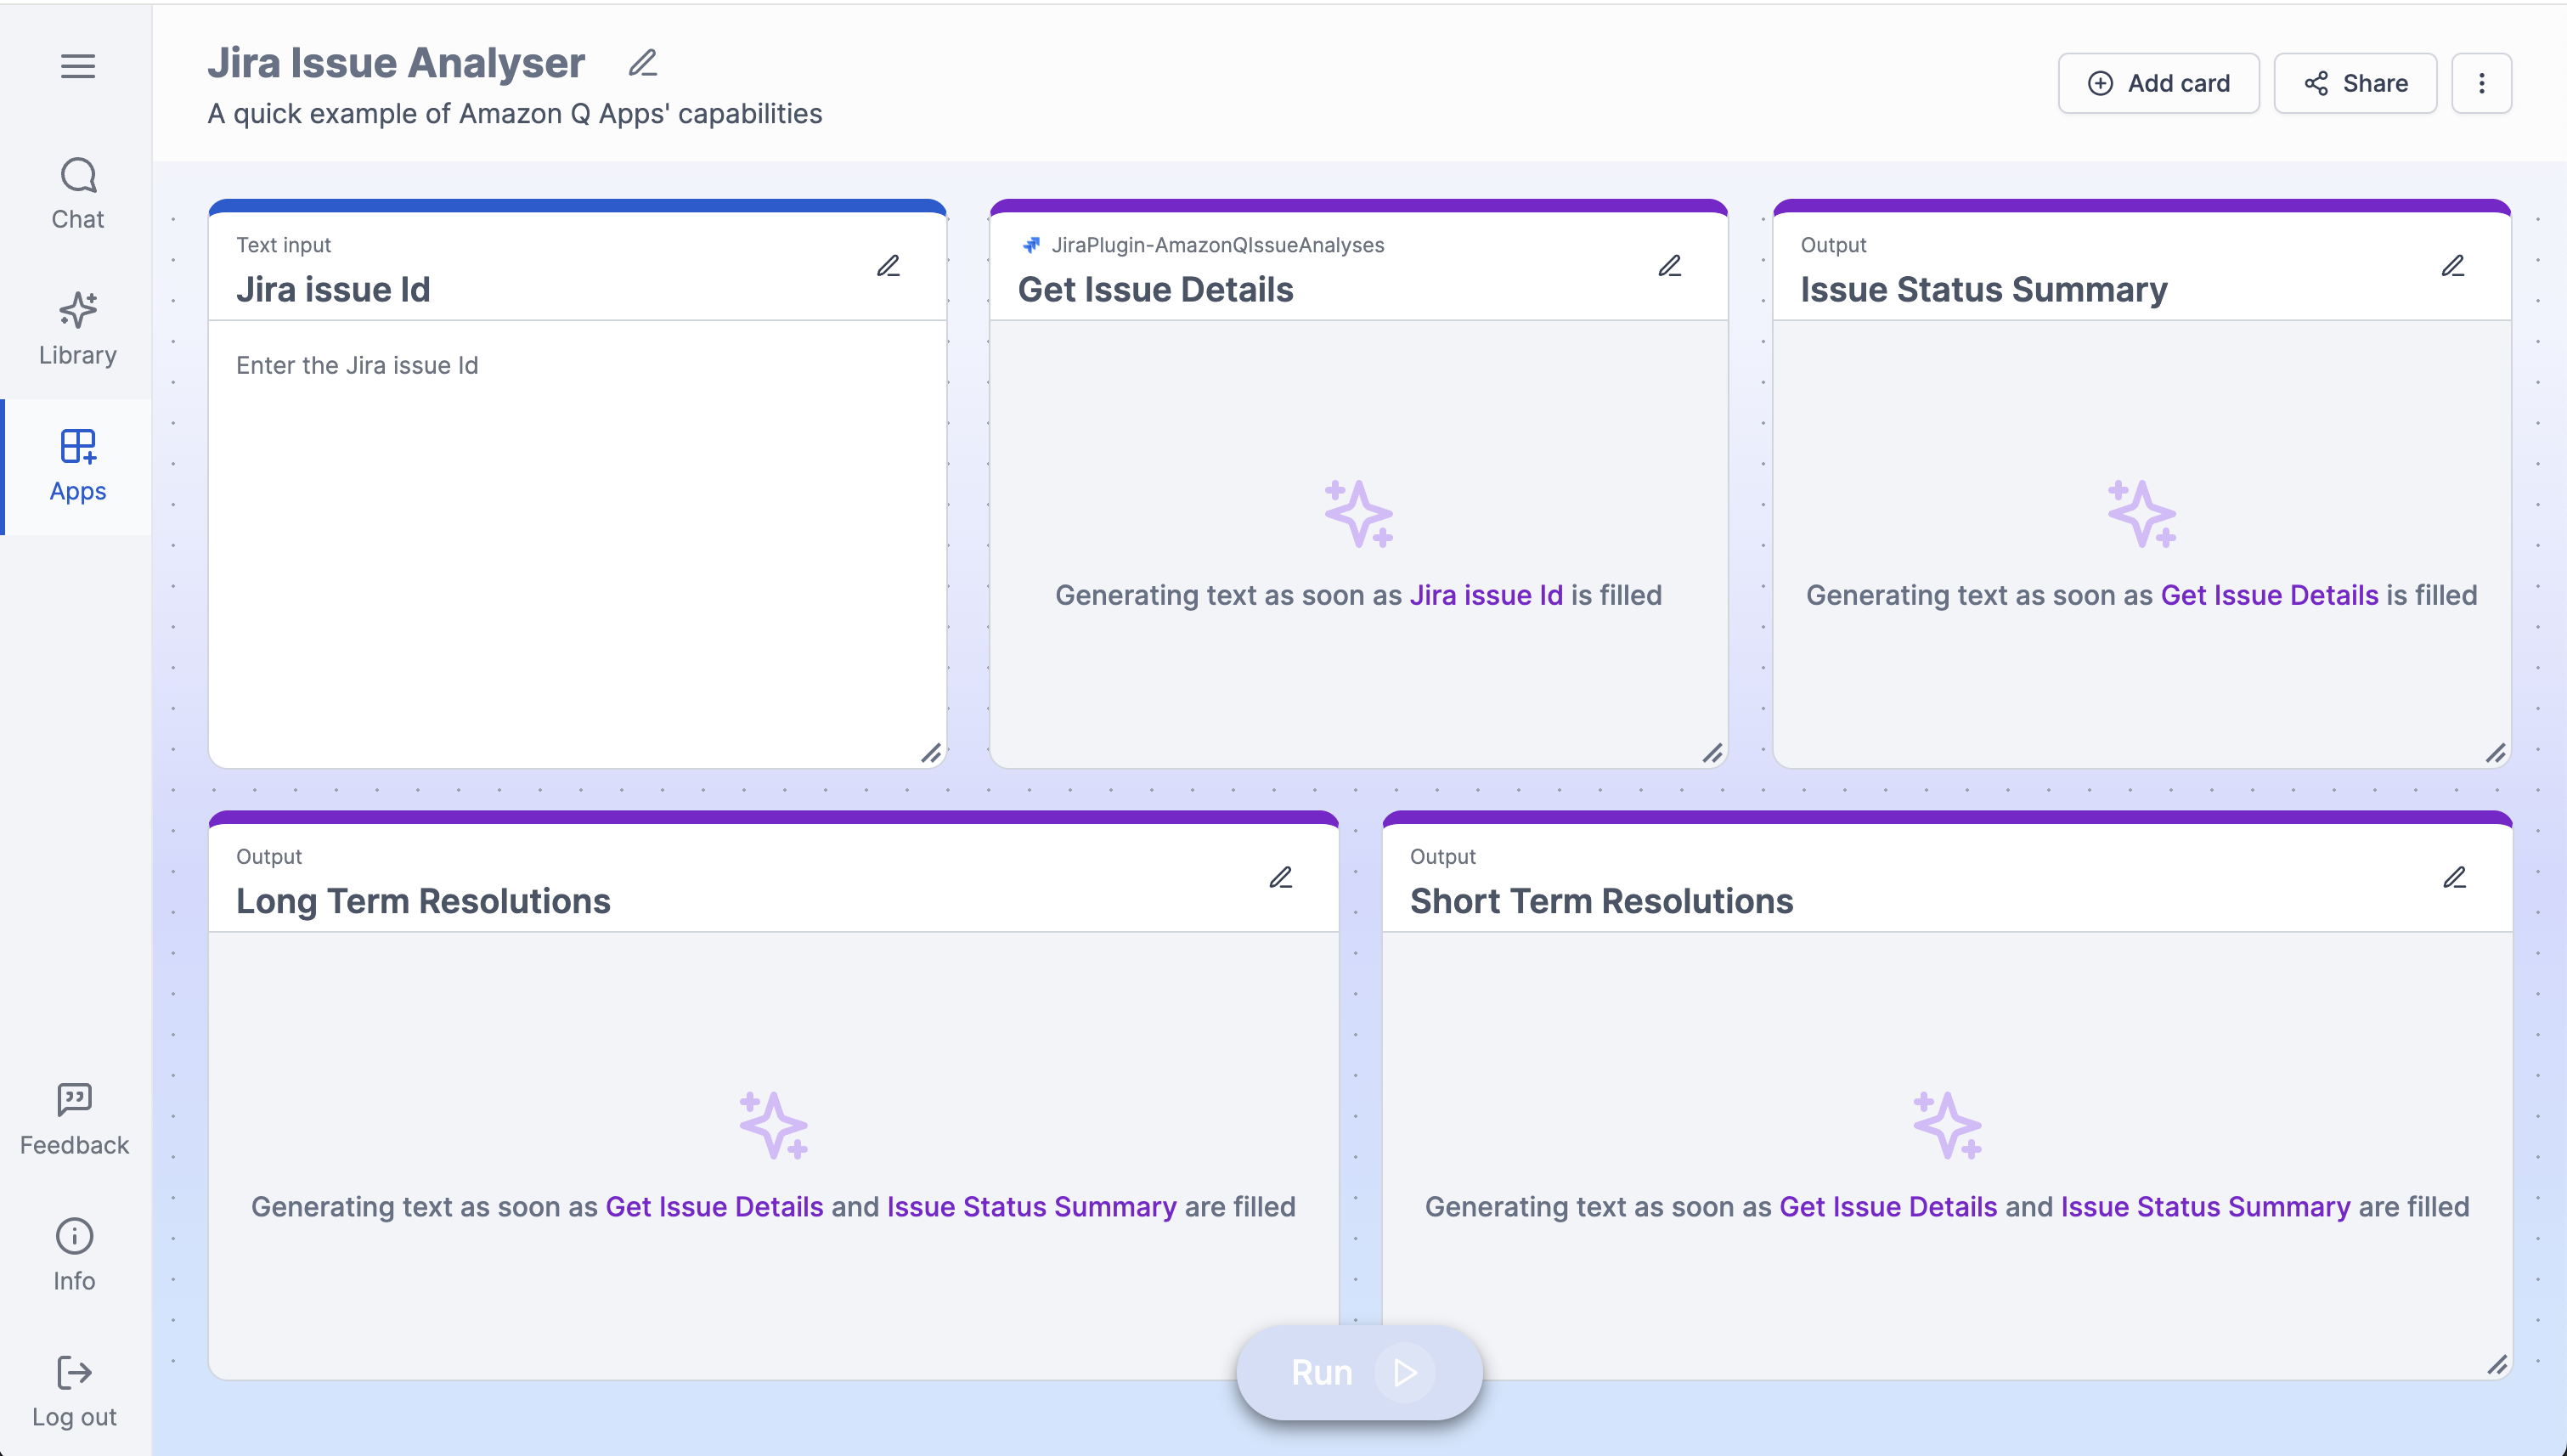 Jira Issue Analyser
A quick example of Amazon Q Apps' capabilities
Add card
Share
Chat
Library
Apps
Feedback
Info
Log out
Text input
Jira issue Id
Enter the Jira issue Id
JiraPlugin-AmazonQIssueAnalyses
Get Issue Details
Generating text as soon as Jira issue Id is filled
Output
Issue Status Summary
Generating text as soon as Get Issue Details is filled
Output
Long Term Resolutions
Generating text as soon as Get Issue Details and Issue Status Summary are filled
Output
Short Term Resolutions
Generating text as soon as Get Issue Details and Issue Status Summary are filled
Run